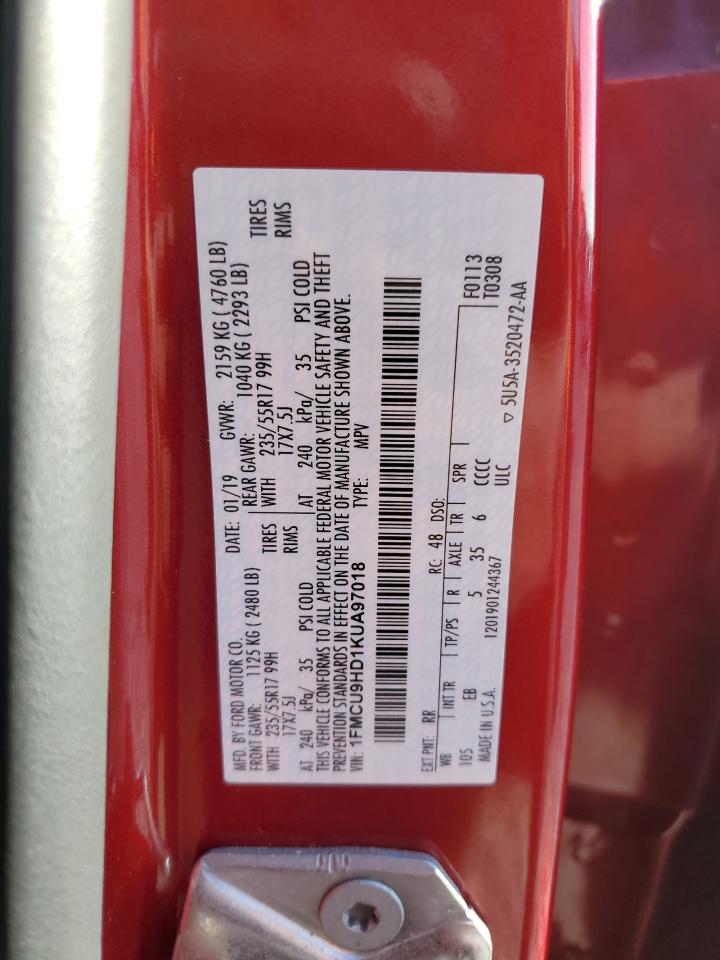 MFD. BY FORD MOTOR CO. DATE: 01/19 GVWR: 2159 KG ( 4760 LB)
FRONT GAWR: 1125 KG ( 2480 LB) REAR GAWR: 1040 KG ( 2293 LB)
WITH 235/55R17 99H TIRES WITH 235/55R17 99H TIRES
17X7.5J RIMS 17X7.5J RIMS
AT 240 kPa/ 35 PSI COLD AT 240 kPa/ 35 PSI COLD
THIS VEHICLE CONFORMS TO ALL APPLICABLE FEDERAL MOTOR VEHICLE SAFETY AND THEFT
PREVENTION STANDARDS IN EFFECT ON THE DATE OF MANUFACTURE SHOWN ABOVE.
VIN: 1FMCU9HD1KUA97018 TYPE: MPV
EXT PNT: RR RC: 48 DSO: F0113
WB INT TR TP/PS R AXLE TR SPR T0308
105 EB 5 35 6 CCCC
MADE IN U.S.A. 1201901244367 ULC
▽ 5U5A-3520472-AA